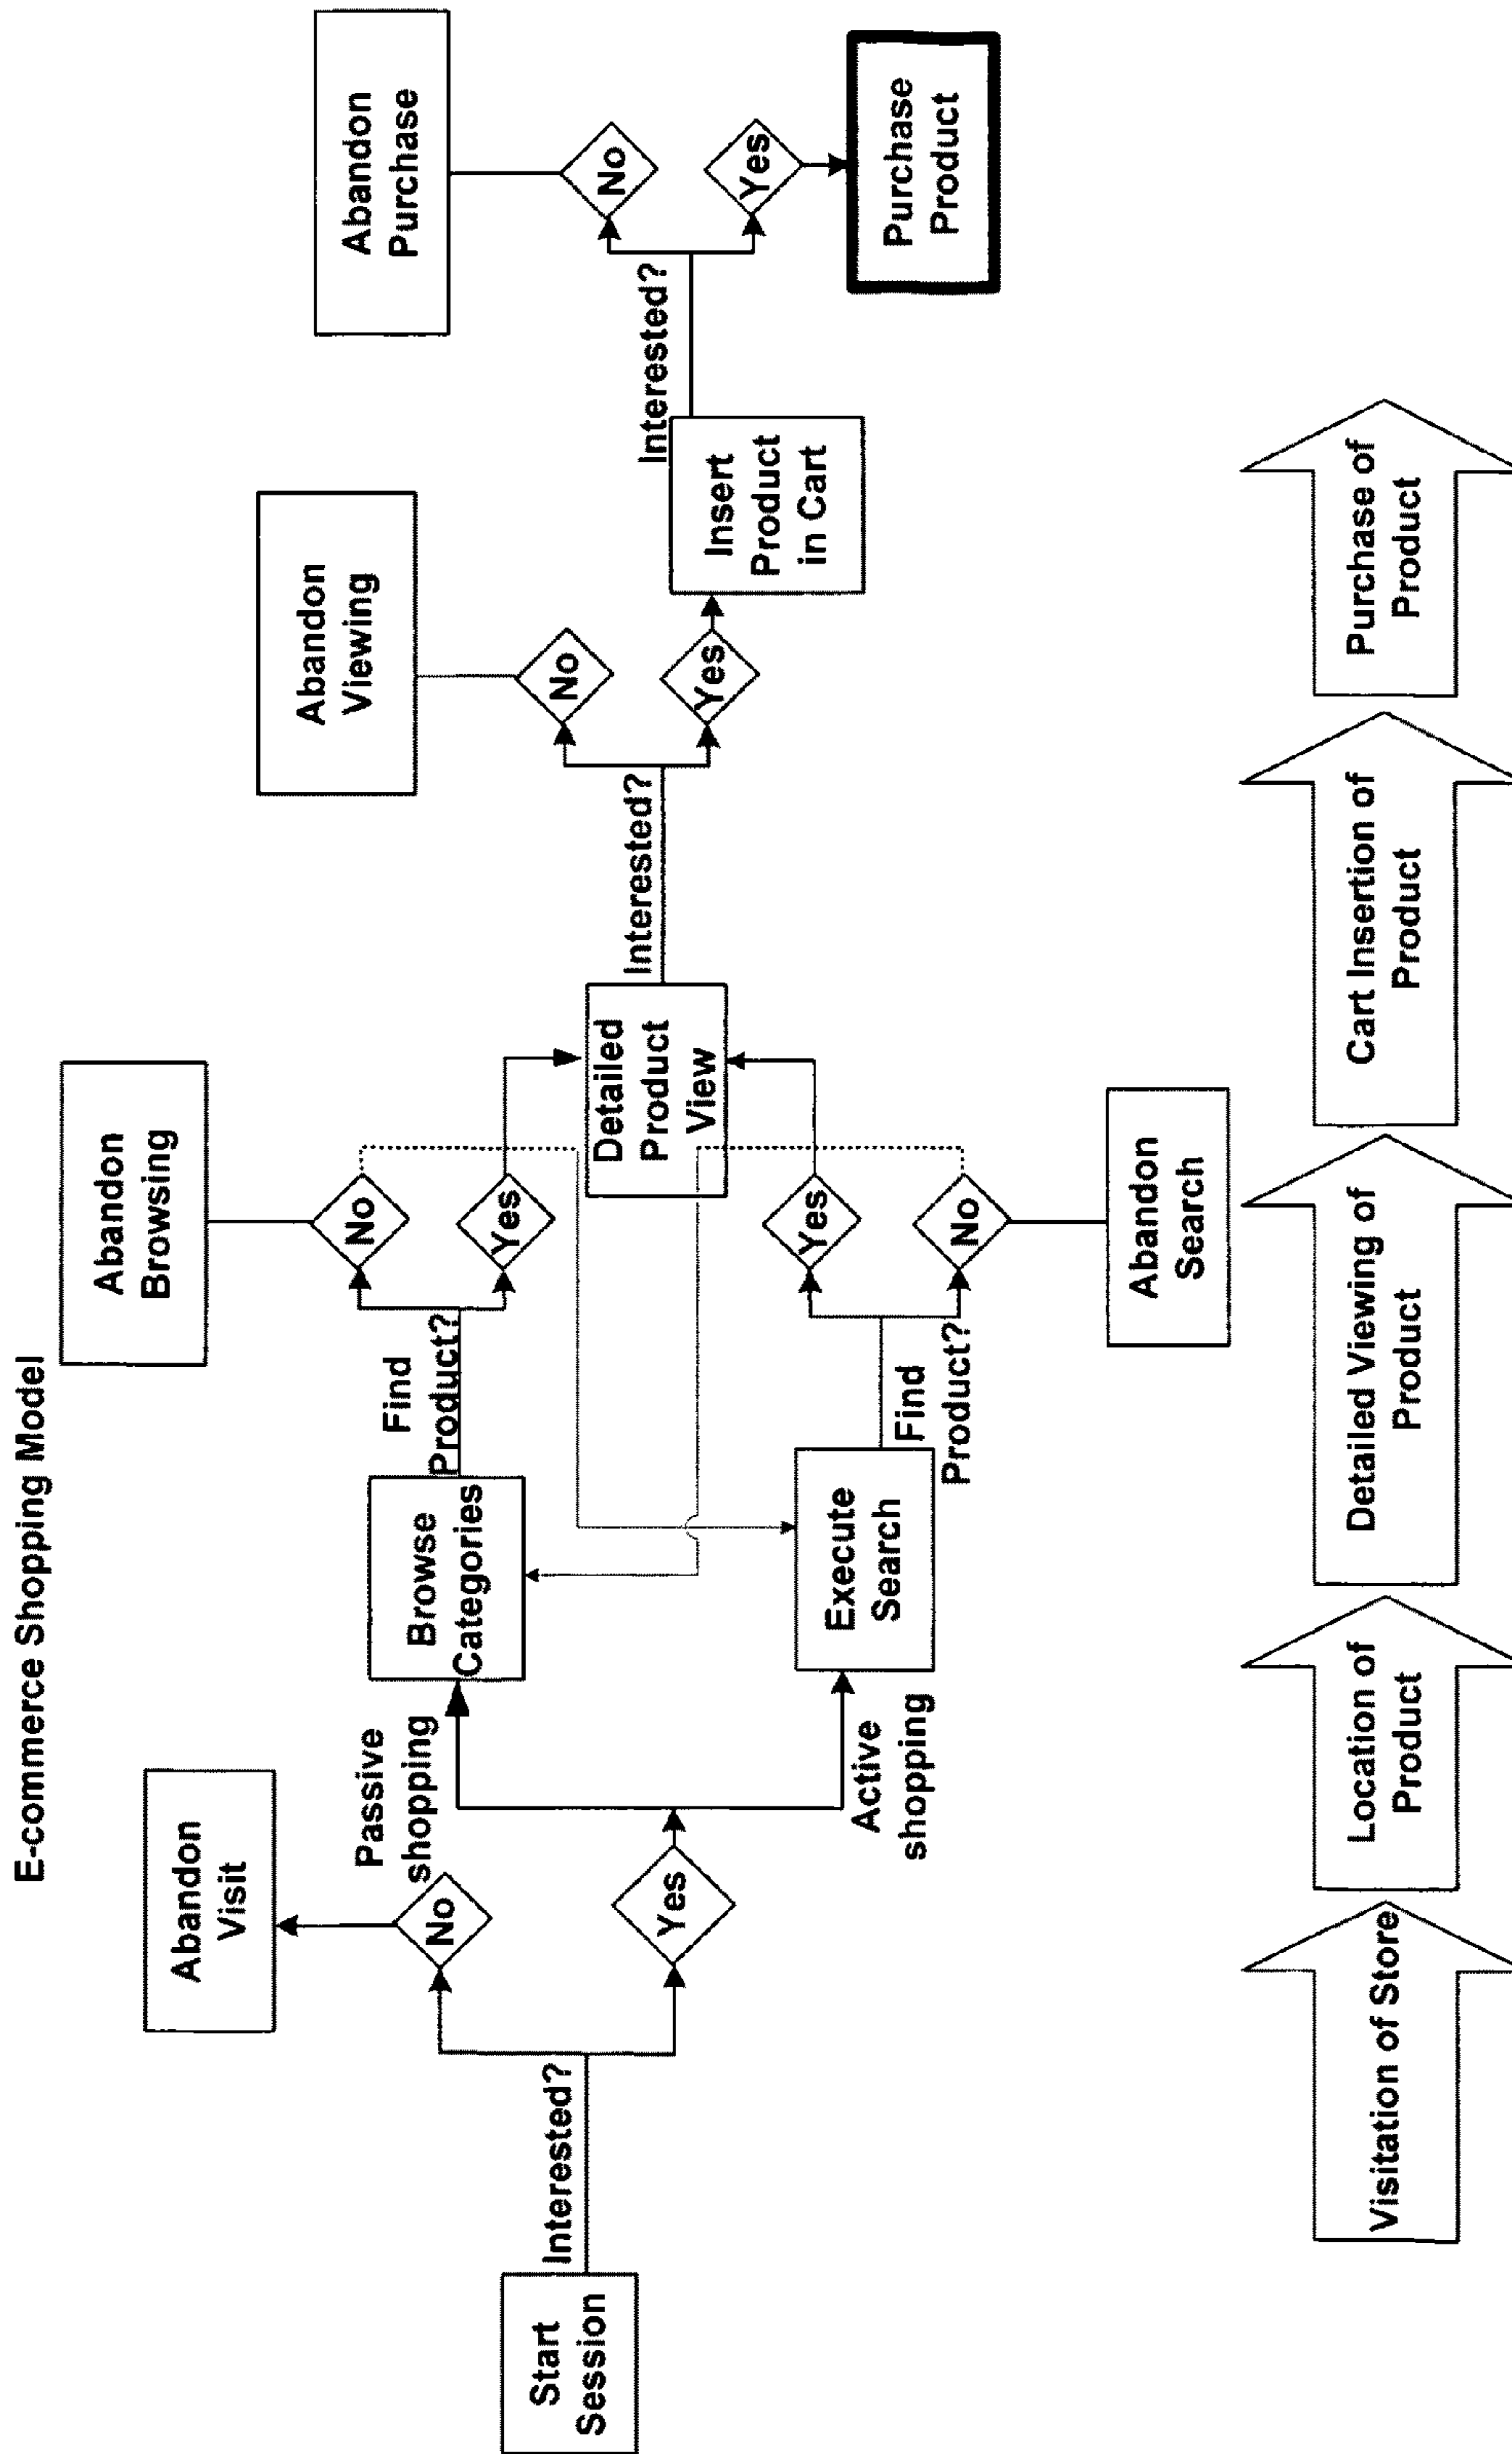 E-commerce Shopping Model
Start
Session
Interested?
No
Abandon
Visit
Yes
Passive
shopping
Browse
Categories
Active
shopping
Execute
Search
Find
Product?
No
Abandon
Browsing
Yes
Find
Product?
Yes
No
Abandon
Search
Detailed
Product
View
Interested?
No
Abandon
Viewing
Yes
Insert
Product
in Cart
Interested?
No
Abandon
Purchase
Yes
Purchase
Product
Visitation of Store
Location of
Product
Detailed Viewing of
Product
Cart Insertion of
Product
Purchase of
Product